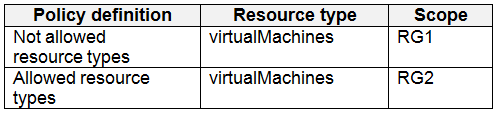 Policy definition Resource type Scope
Not allowed virtualMachines RG1
resource types
Allowed resource virtualMachines RG2
types